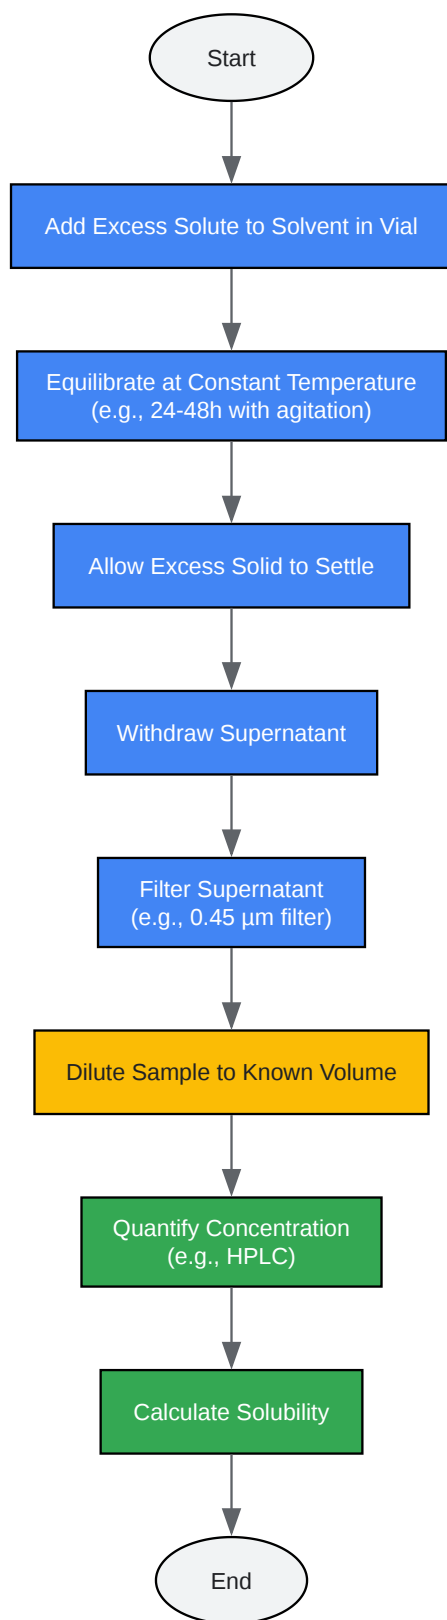 Start
Add Excess Solute to Solvent in Vial
Equilibrate at Constant Temperature
(e.g., 24-48h with agitation)
Allow Excess Solid to Settle
Withdraw Supernatant
Filter Supernatant
(e.g., 0.45 µm filter)
Dilute Sample to Known Volume
Quantify Concentration
(e.g., HPLC)
Calculate Solubility
End